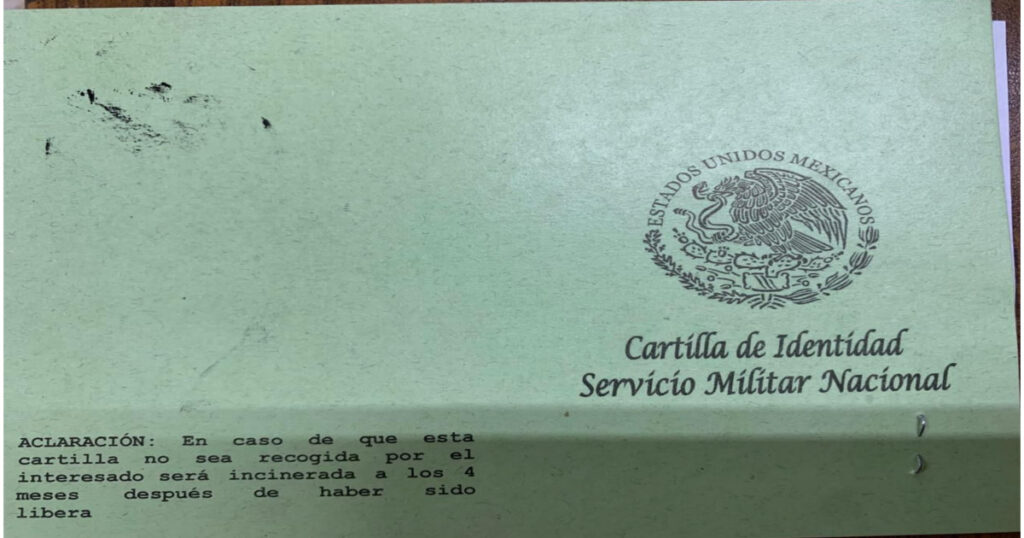 ESTADOS UNIDOS MEXICANOS
Cartilla de Identidad
Servicio Militar Nacional
ACLARACIÓN: En caso de que esta
cartilla no sea recogida por el
interesado será incinerada a los 4
meses después de haber sido
libera